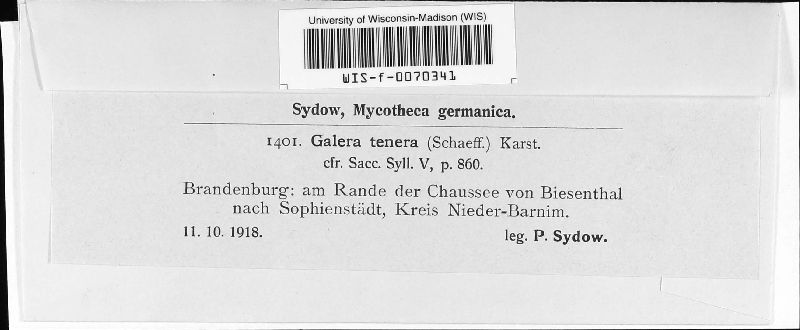 University of Wisconsin-Madison (WIS)
WIS-f-0070341
Sydow, Mycotheca germanica.
1401. Galera tenera (Schaeff.) Karst.
cfr. Sacc. Syll. V, p. 860.
Brandenburg: am Rande der Chaussee von Biesenthal
nach Sophienstädt, Kreis Nieder-Barnim.
11. 10. 1918. leg. P. Sydow.